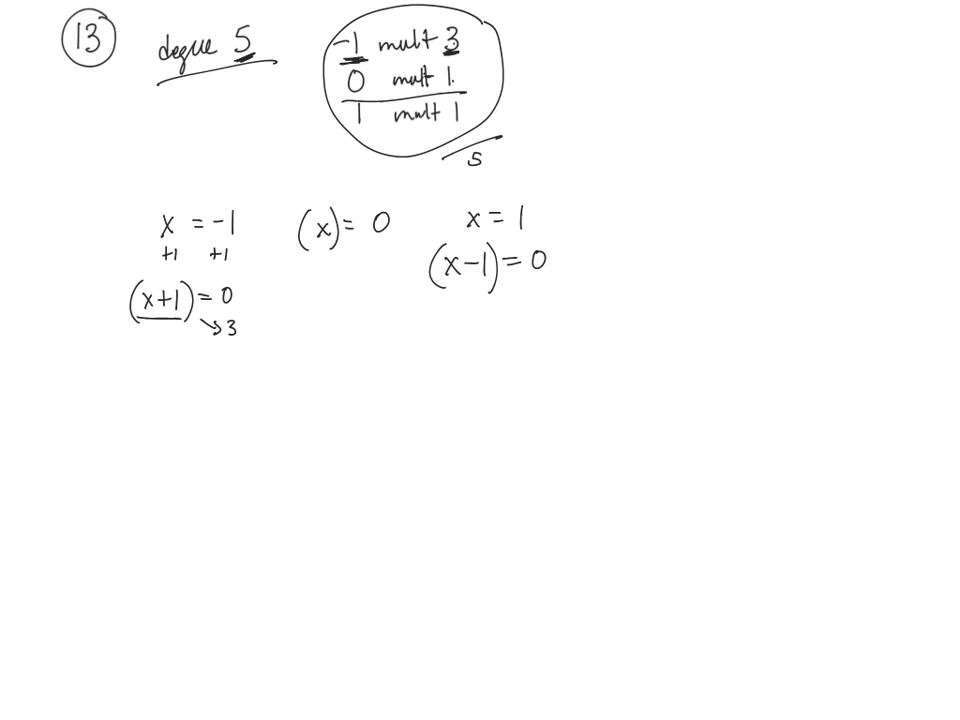 13
degree 5
-1 mult 3
0 mult 1
1 mult 1
5
x = -1
+1 +1
(x+1) = 0
↘3
(x) = 0
x = 1
(x-1) = 0